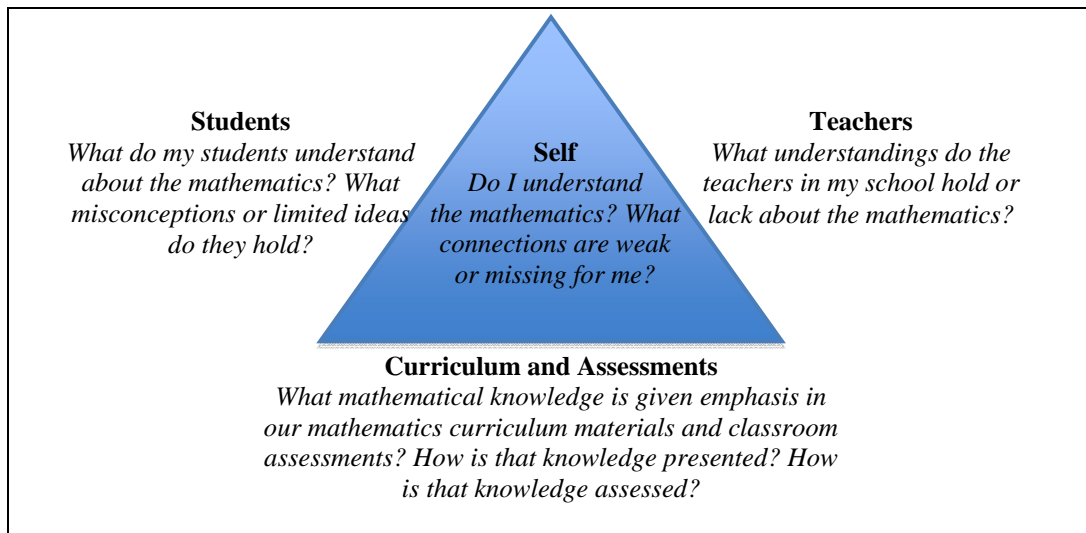 Students
What do my students understand
about the mathematics? What
misconceptions or limited ideas
do they hold?
Self
Do I understand
the mathematics? What
connections are weak
or missing for me?
Teachers
What understandings do the
teachers in my school hold or
lack about the mathematics?
Curriculum and Assessments
What mathematical knowledge is given emphasis in
our mathematics curriculum materials and classroom
assessments? How is that knowledge presented? How
is that knowledge assessed?